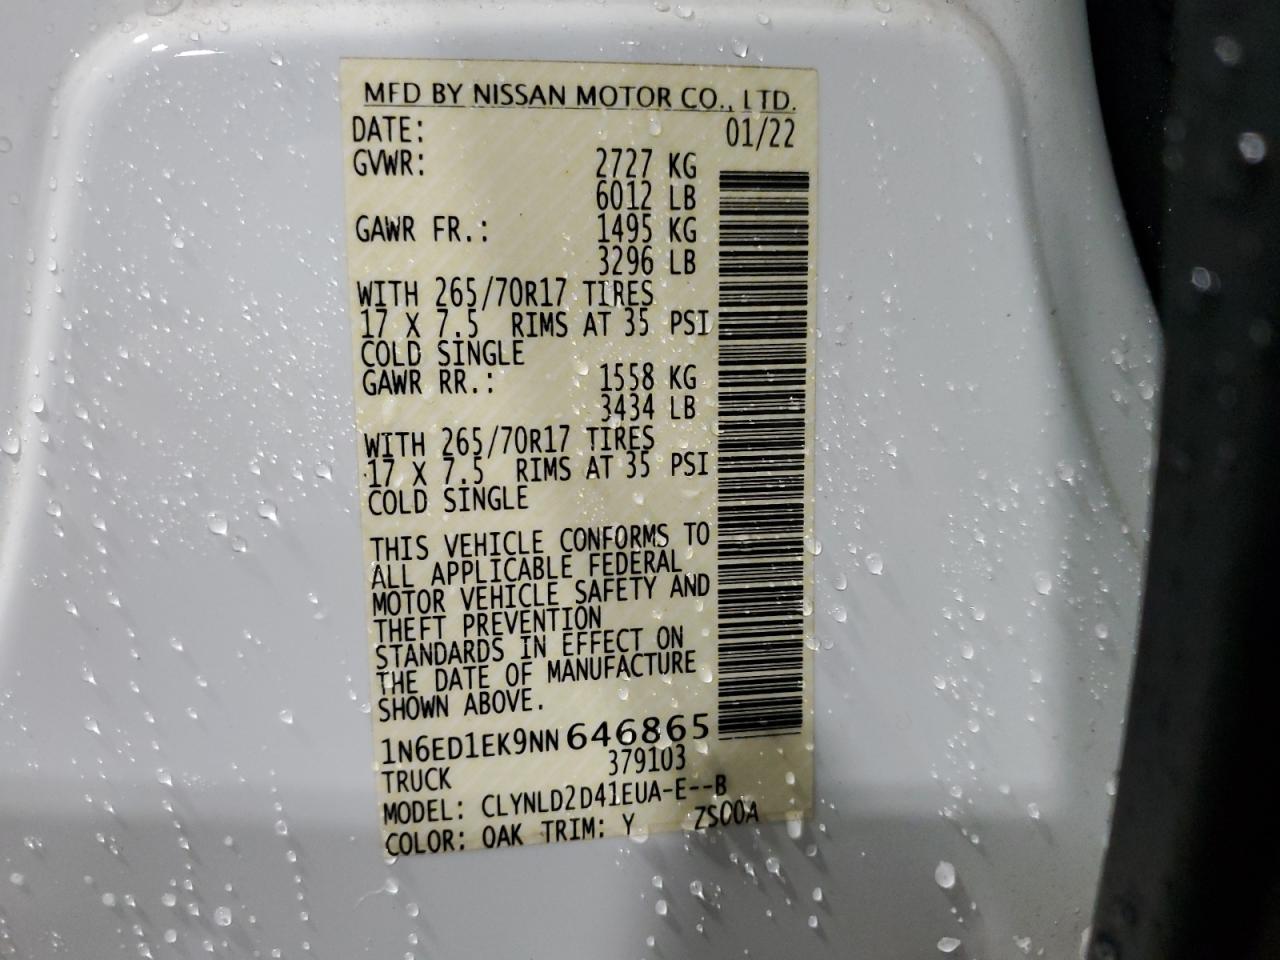 MFD BY NISSAN MOTOR CO., LTD.
DATE: 01/22
GVWR: 2727 KG
6012 LB
GAWR FR.: 1495 KG
3296 LB
WITH 265/70R17 TIRES
17 X 7.5 RIMS AT 35 PSI
COLD SINGLE
GAWR RR.: 1558 KG
3434 LB
WITH 265/70R17 TIRES
17 X 7.5 RIMS AT 35 PSI
COLD SINGLE
THIS VEHICLE CONFORMS TO
ALL APPLICABLE FEDERAL
MOTOR VEHICLE SAFETY AND
THEFT PREVENTION
STANDARDS IN EFFECT ON
THE DATE OF MANUFACTURE
SHOWN ABOVE.
1N6ED1EK9NN646865
TRUCK 379103
MODEL: CLYNLD2D41EUA-E--B
COLOR: QAK TRIM: Y ZS00A